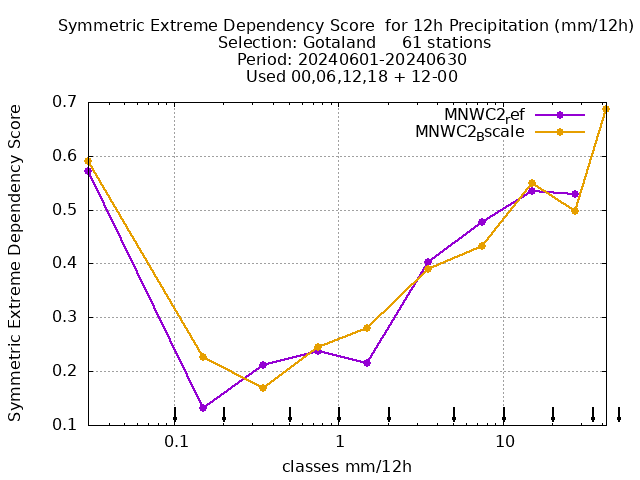 Symmetric Extreme Dependency Score  for 12h Precipitation (mm/12h)
Selection: Gotaland     61 stations
Period: 20240601-20240630
Used 00,06,12,18 + 12-00
MNWC2ref
MNWC2Bscale
Symmetric Extreme Dependency Score
0.7
0.6
0.5
0.4
0.3
0.2
0.1
0.1 1 10
classes mm/12h